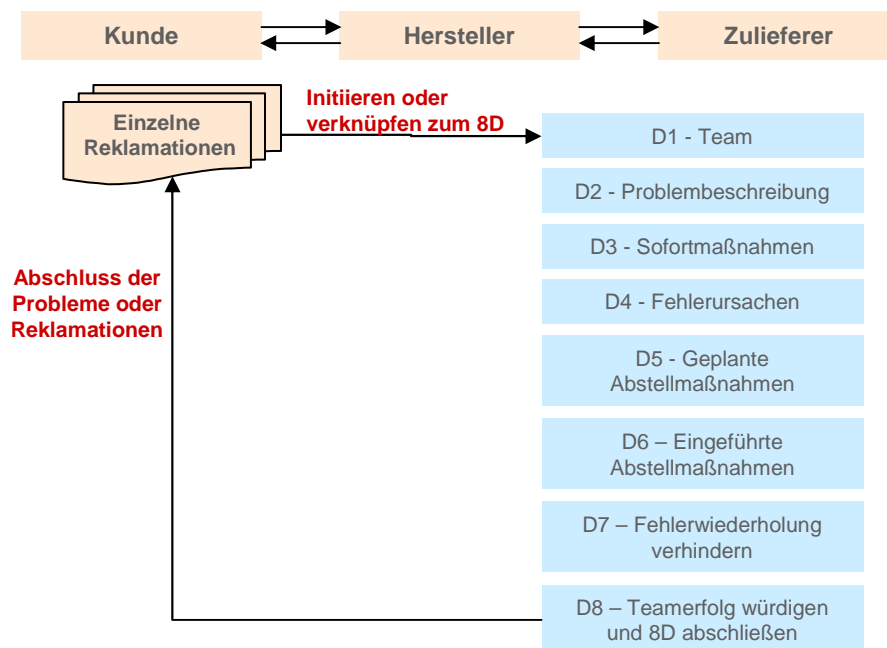 Kunde
Hersteller
Zulieferer
Einzelne
Reklamationen
Initiieren oder
verknüpfen zum 8D
D1 - Team
D2 - Problembeschreibung
D3 - Sofortmaßnahmen
Abschluss der
Probleme oder
Reklamationen
D4 - Fehlerursachen
D5 - Geplante
Abstellmaßnahmen
D6 – Eingeführte
Abstellmaßnahmen
D7 – Fehlerwiederholung
verhindern
D8 – Teamerfolg würdigen
und 8D abschließen